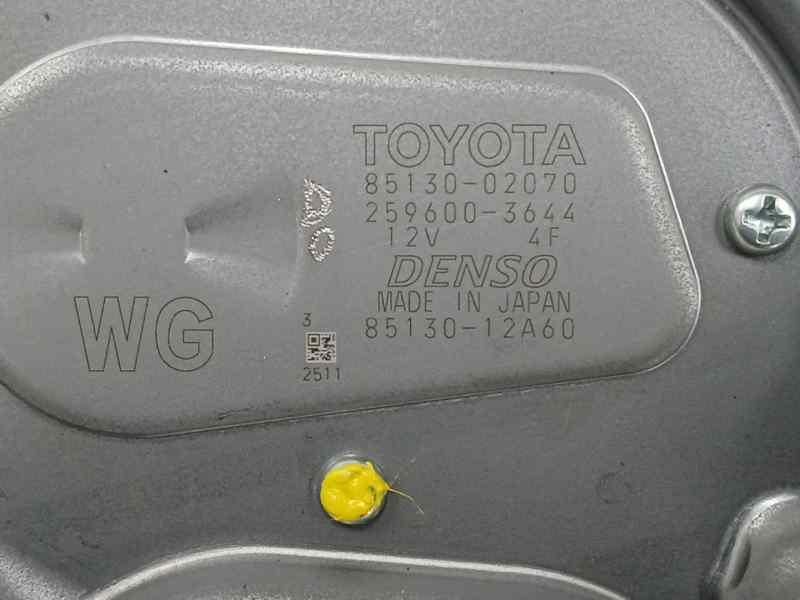 TOYOTA
85130-02070
259600-3644
12V 4F
DENSO
MADE IN JAPAN
85130-12A60
WG
3
2511